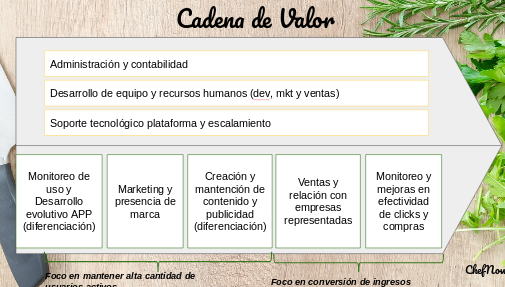 Cadena de Valor
Administración y contabilidad
Desarrollo de equipo y recursos humanos (dev, mkt y ventas)
Soporte tecnológico plataforma y escalamiento
Monitoreo de
uso y
Desarrollo
evolutivo APP
(diferenciación)
Marketing y
presencia de
marca
Creación y
mantención de
contenido y
publicidad
(diferenciación)
Ventas y
relación con
empresas
representadas
Monitoreo y
mejoras en
efectividad
de clicks y
compras
Foco en mantener alta cantidad de
usuarios activos
Foco en conversión de ingresos
ChefNow